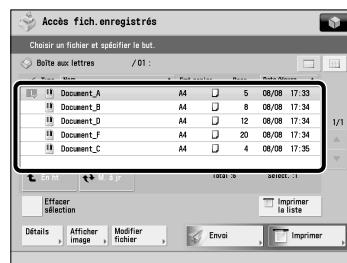 Accès fich.enregistrés
Choisir un fichier et spécifier le but.
Boîte aux lettres /01 :
Document_A A4 5 08/08 17:33
Document_B A4 8 08/08 17:34
Document_D A4 12 08/08 17:34
Document_F A4 20 08/08 17:34
Document_C A4 4 08/08 17:35
1/1
En ht M. à jr Total :5 Sélect. :1
Effacer
sélection
Imprimer
la liste
Détails
Afficher
image
Modifier
fichier
Envoi
Imprimer